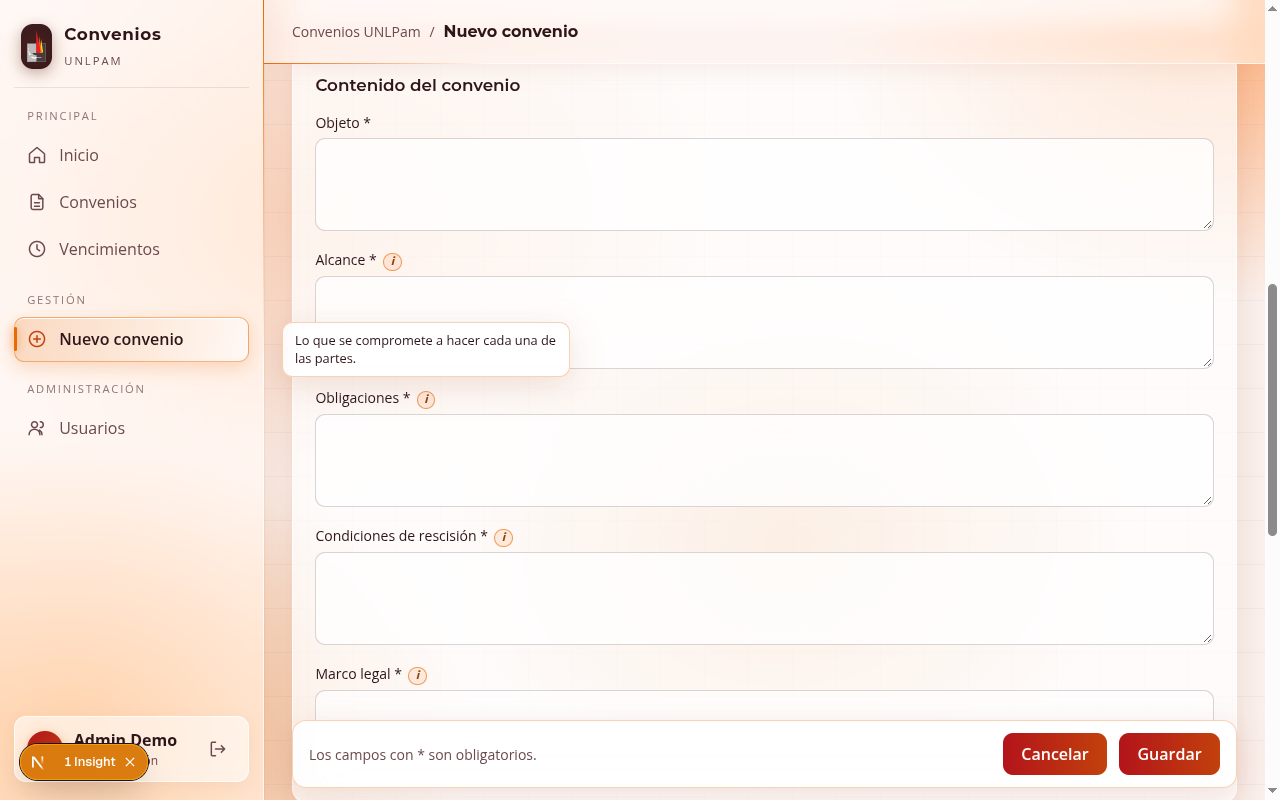 Convenios
UNLPAM
PRINCIPAL
Inicio
Convenios
Vencimientos
GESTIÓN
Nuevo convenio
ADMINISTRACIÓN
Usuarios
Admin Demo
1 Insight
Convenios UNLPam / Nuevo convenio
Contenido del convenio
Objeto *
Alcance * i
Lo que se compromete a hacer cada una de
las partes.
Obligaciones * i
Condiciones de rescisión * i
Marco legal * i
Los campos con * son obligatorios.
Cancelar
Guardar